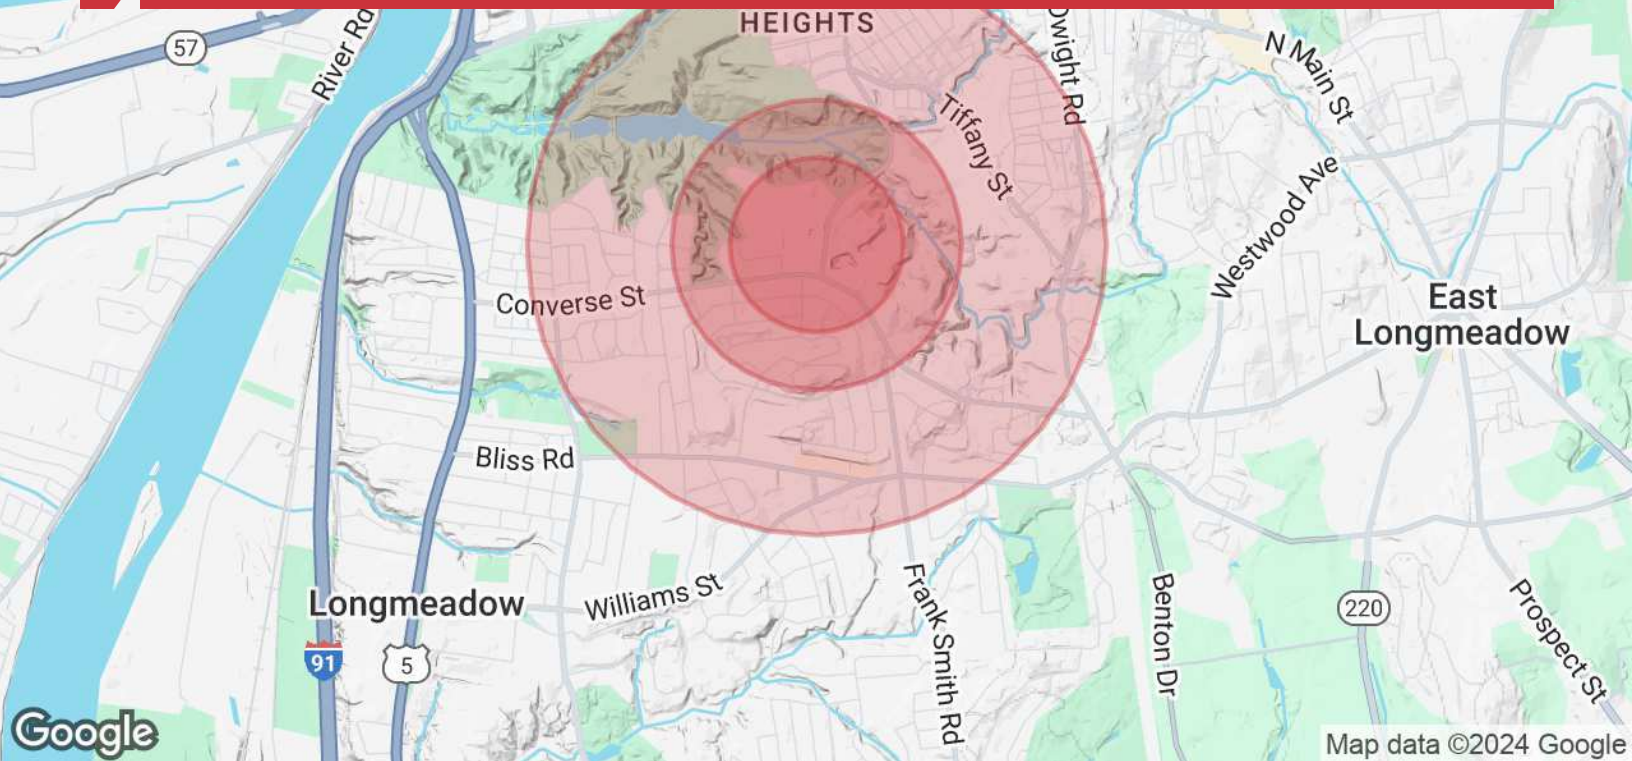 HEIGHTS
57
River Rd
Dwight Rd
N Main St
Tiffany St
Westwood Ave
Converse St
East
Longmeadow
Bliss Rd
Longmeadow
Williams St
Frank Smith Rd
Benton Dr
220
Prospect St
91
5
Google
Map data ©2024 Google